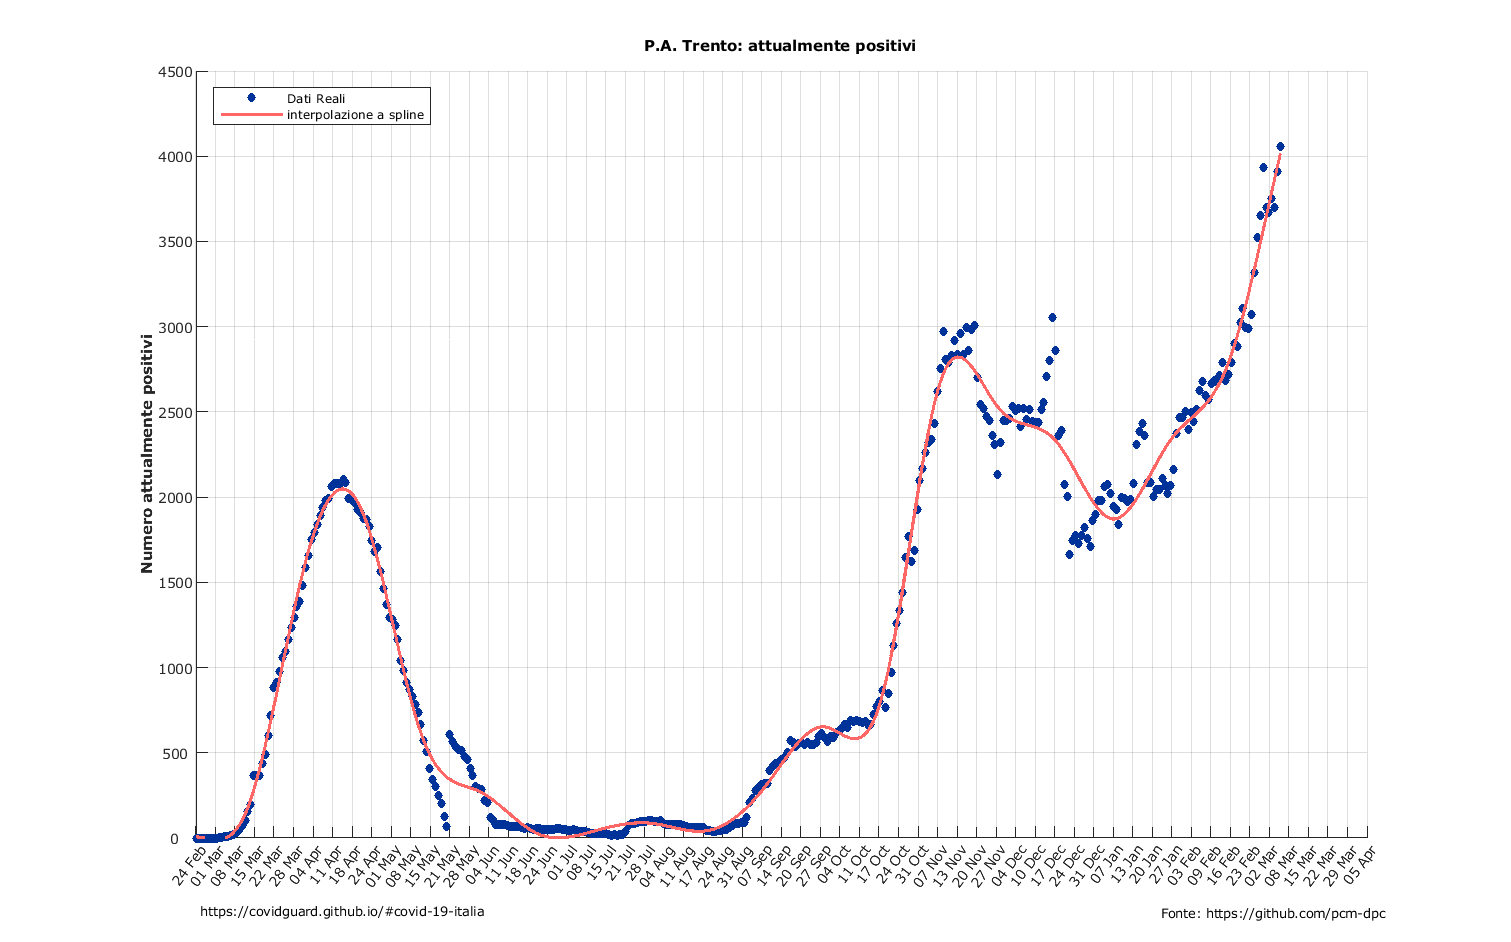 P.A. Trento: attualmente positivi
4500
4000
3500
3000
2500
2000
1500
1000
500
0
Numero attualmente positivi
Dati Reali
interpolazione a spline
24 Feb
01 Mar
08 Mar
15 Mar
22 Mar
28 Mar
04 Apr
11 Apr
18 Apr
24 Apr
01 May
08 May
15 May
21 May
28 May
04 Jun
11 Jun
18 Jun
24 Jun
01 Jul
08 Jul
15 Jul
21 Jul
28 Jul
04 Aug
11 Aug
17 Aug
24 Aug
31 Aug
07 Sep
14 Sep
20 Sep
27 Sep
04 Oct
11 Oct
17 Oct
24 Oct
31 Oct
07 Nov
13 Nov
20 Nov
27 Nov
04 Dec
10 Dec
17 Dec
24 Dec
31 Dec
07 Jan
13 Jan
20 Jan
27 Jan
03 Feb
09 Feb
16 Feb
23 Feb
02 Mar
08 Mar
15 Mar
22 Mar
29 Mar
05 Apr
https://covidguard.github.io/#covid-19-italia
Fonte: https://github.com/pcm-dpc